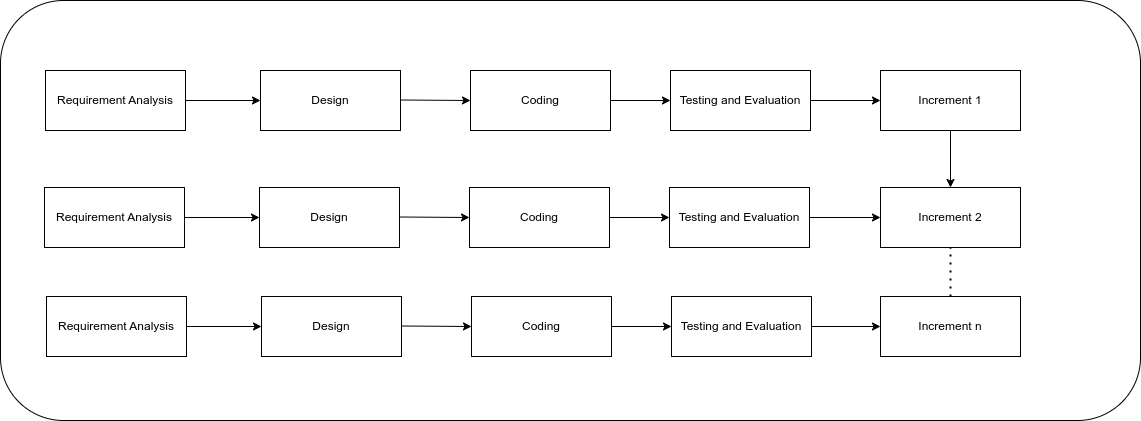 Requirement Analysis
Design
Coding
Testing and Evaluation
Increment 1
Requirement Analysis
Design
Coding
Testing and Evaluation
Increment 2
Requirement Analysis
Design
Coding
Testing and Evaluation
Increment n